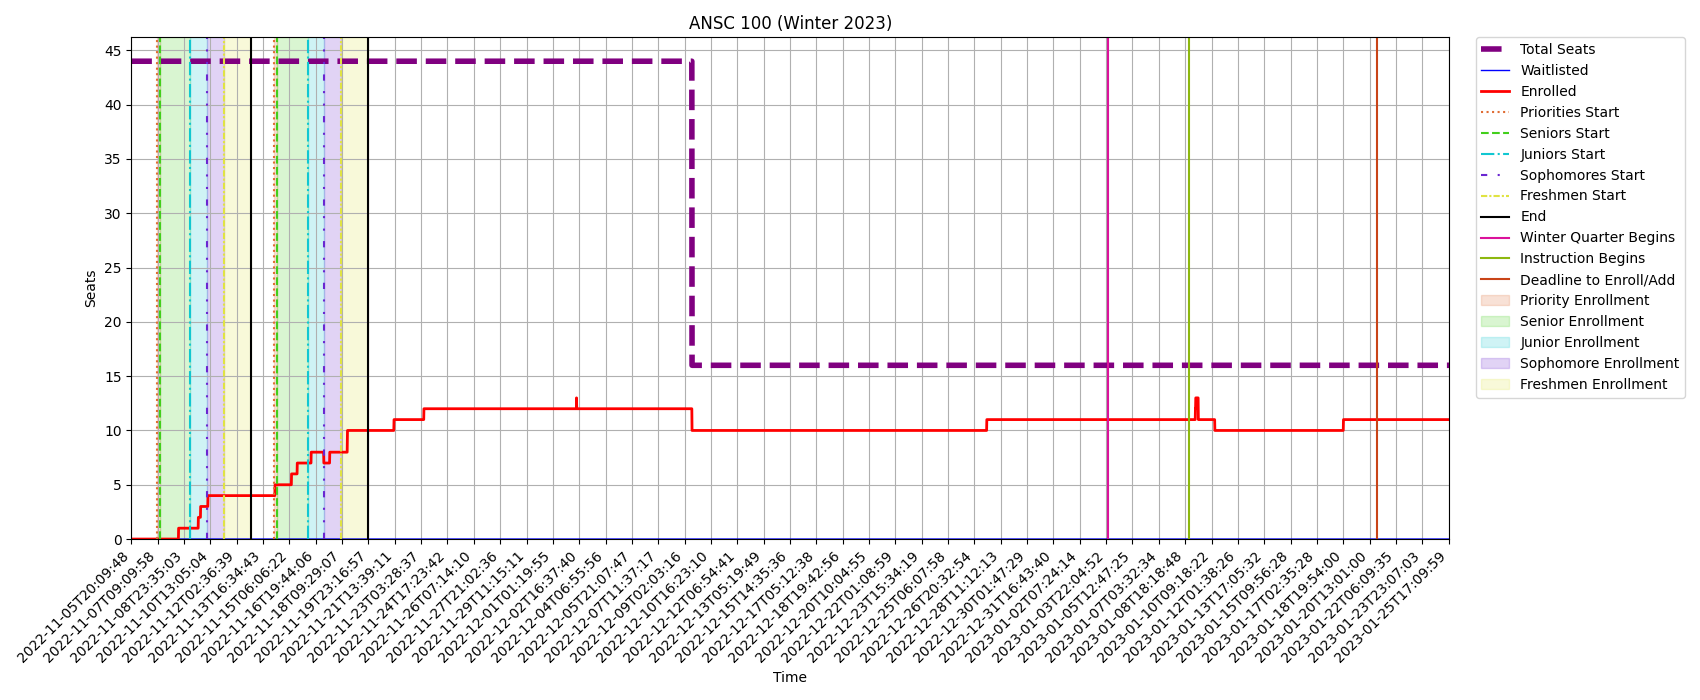 ANSC 100 (Winter 2023)
Seats
45
40
35
30
25
20
15
10
5
0
2022-11-05T20:09:48
2022-11-07T09:09:58
2022-11-08T23:35:03
2022-11-10T13:05:04
2022-11-12T02:36:39
2022-11-13T16:34:43
2022-11-15T06:06:22
2022-11-16T19:44:06
2022-11-18T09:29:07
2022-11-19T23:16:57
2022-11-21T13:39:11
2022-11-23T03:28:37
2022-11-24T17:23:42
2022-11-26T07:14:10
2022-11-27T21:02:36
2022-11-29T11:15:11
2022-12-01T01:19:55
2022-12-02T16:37:40
2022-12-04T06:55:56
2022-12-05T21:07:47
2022-12-07T11:37:17
2022-12-09T02:03:16
2022-12-10T16:23:10
2022-12-12T06:54:41
2022-12-13T05:19:49
2022-12-15T14:35:36
2022-12-17T05:12:38
2022-12-18T19:42:56
2022-12-20T10:04:55
2022-12-22T01:08:59
2022-12-23T15:34:19
2022-12-25T06:07:58
2022-12-26T20:32:54
2022-12-28T11:12:13
2022-12-30T01:47:29
2022-12-31T16:43:40
2023-01-02T07:24:14
2023-01-03T22:04:52
2023-01-05T12:47:25
2023-01-07T03:32:34
2023-01-08T18:18:48
2023-01-10T09:18:22
2023-01-12T01:38:26
2023-01-13T17:05:32
2023-01-15T09:56:28
2023-01-17T02:35:28
2023-01-18T19:54:00
2023-01-20T13:01:00
2023-01-22T06:09:35
2023-01-23T23:07:03
2023-01-25T17:09:59
Time
Total Seats
Waitlisted
Enrolled
Priorities Start
Seniors Start
Juniors Start
Sophomores Start
Freshmen Start
End
Winter Quarter Begins
Instruction Begins
Deadline to Enroll/Add
Priority Enrollment
Senior Enrollment
Junior Enrollment
Sophomore Enrollment
Freshmen Enrollment